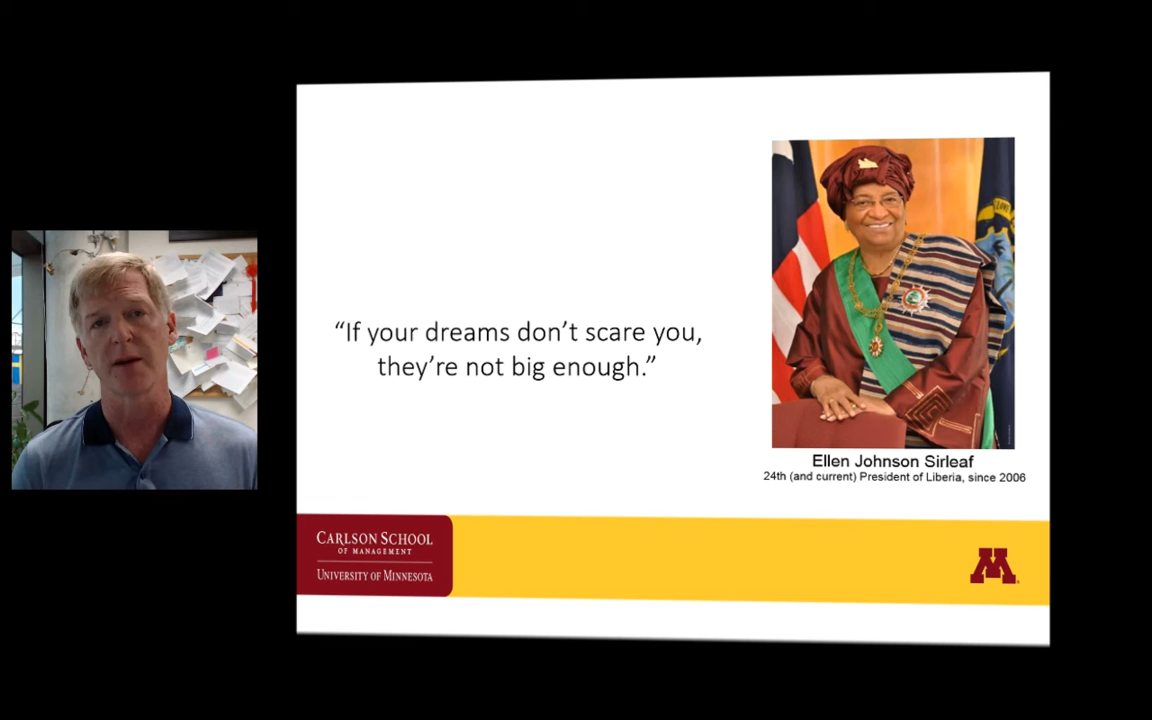 “If your dreams don’t scare you,
they’re not big enough.”
Ellen Johnson Sirleaf
24th (and current) President of Liberia, since 2006
CARLSON SCHOOL
OF MANAGEMENT
UNIVERSITY OF MINNESOTA
M